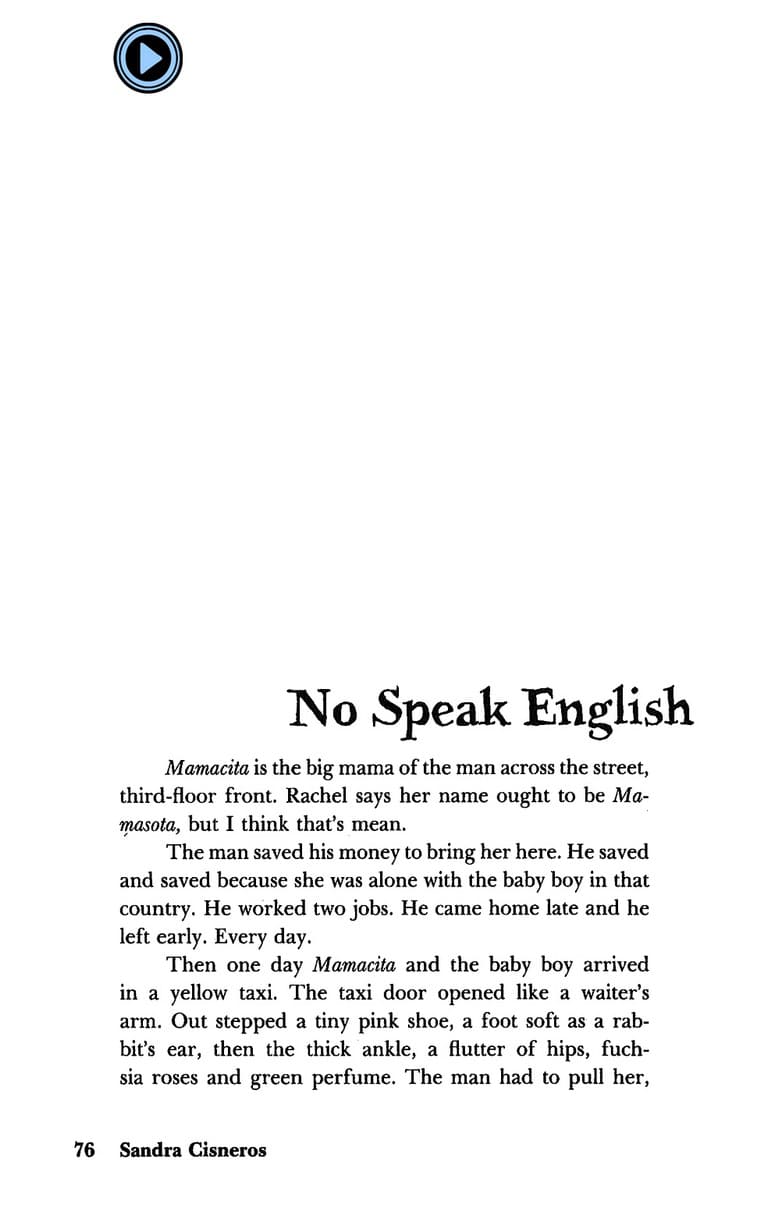 No Speak English
Mamacita is the big mama of the man across the street,
third-floor front. Rachel says her name ought to be Ma-
masota, but I think that's mean.
The man saved his money to bring her here. He saved
and saved because she was alone with the baby boy in that
country. He worked two jobs. He came home late and he
left early. Every day.
Then one day Mamacita and the baby boy arrived
in a yellow taxi. The taxi door opened like a waiter's
arm. Out stepped a tiny pink shoe, a foot soft as a rab-
bit's ear, then the thick ankle, a flutter of hips, fuch-
sia roses and green perfume. The man had to pull her,
76 Sandra Cisneros